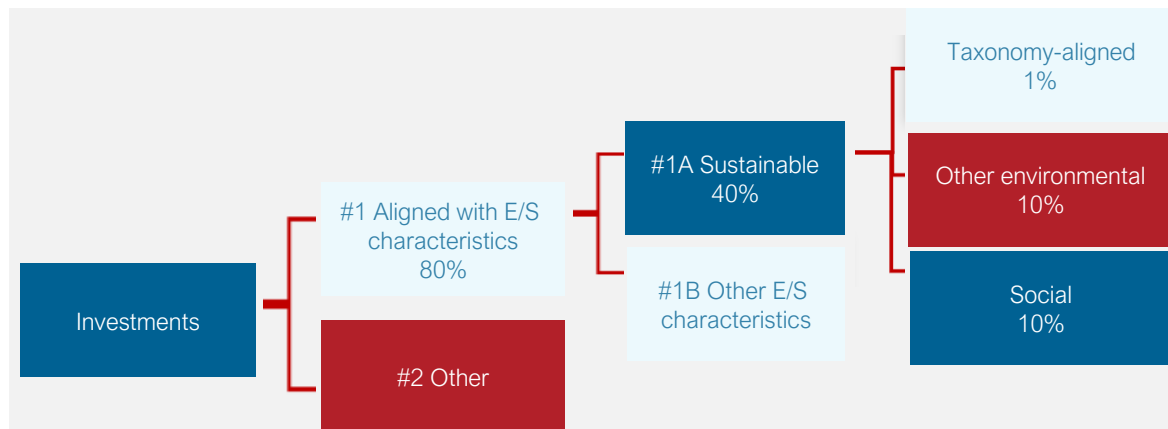 Investments
#1 Aligned with E/S
characteristics
80%
#2 Other
#1A Sustainable
40%
#1B Other E/S
characteristics
Taxonomy-aligned
1%
Other environmental
10%
Social
10%